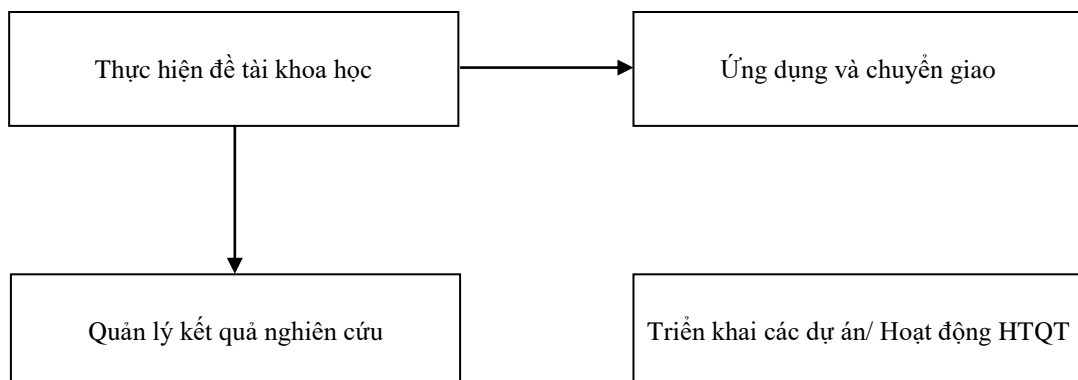 Thực hiện đề tài khoa học
Ứng dụng và chuyển giao
Quản lý kết quả nghiên cứu
Triển khai các dự án/ Hoạt động HTQT